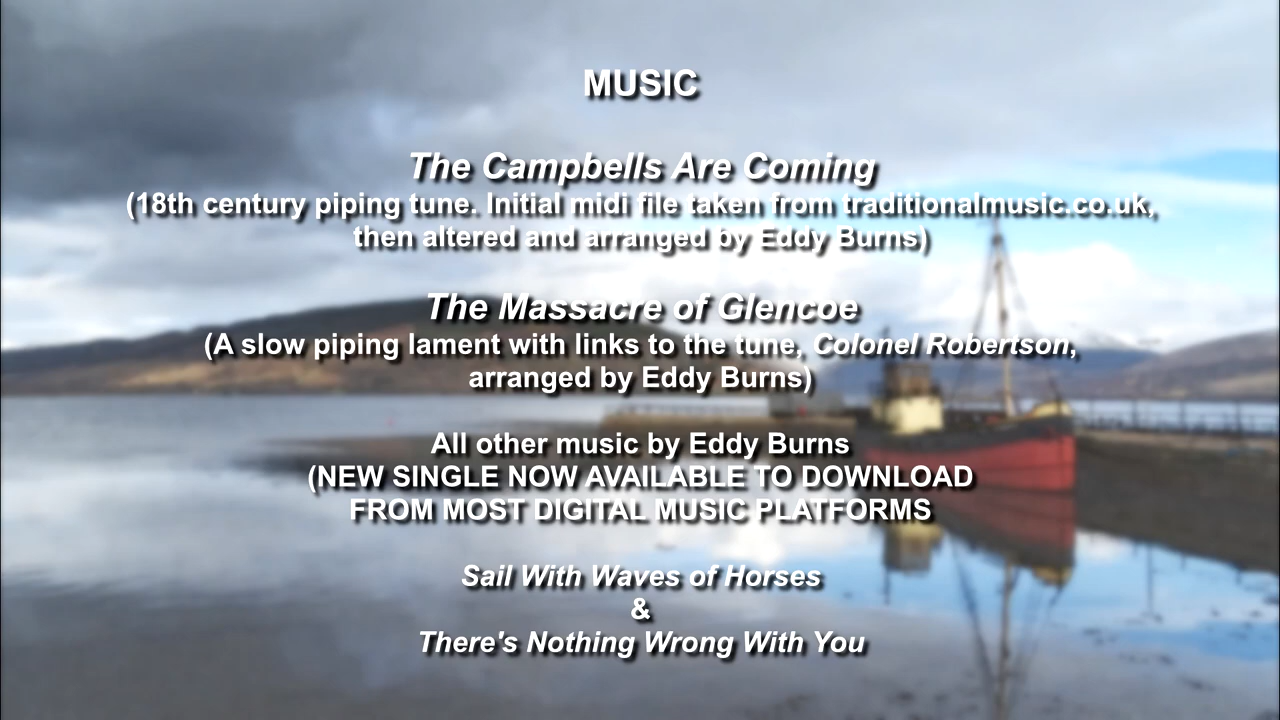 MUSIC
The Campbells Are Coming
(18th century piping tune. Initial midi file taken from traditionalmusic.co.uk,
then altered and arranged by Eddy Burns)
The Massacre of Glencoe
(A slow piping lament with links to the tune, Colonel Robertson,
arranged by Eddy Burns)
All other music by Eddy Burns
(NEW SINGLE NOW AVAILABLE TO DOWNLOAD
FROM MOST DIGITAL MUSIC PLATFORMS
Sail With Waves of Horses
&
There's Nothing Wrong With You